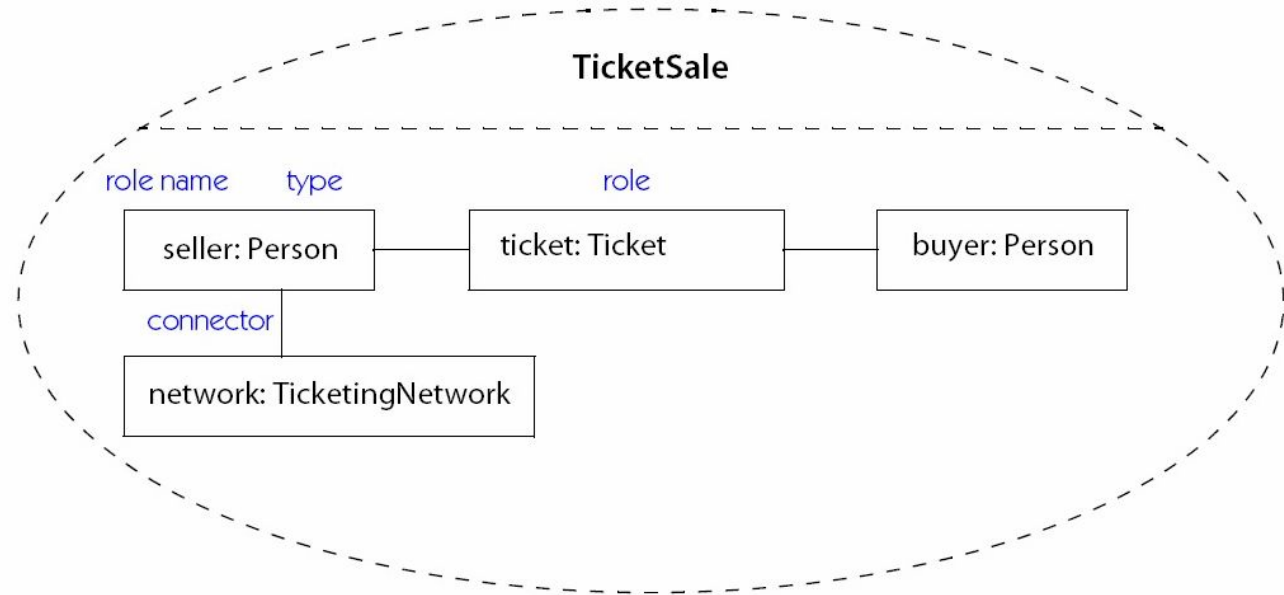 TicketSale
role name type role
seller: Person ticket: Ticket buyer: Person
connector
network: TicketingNetwork